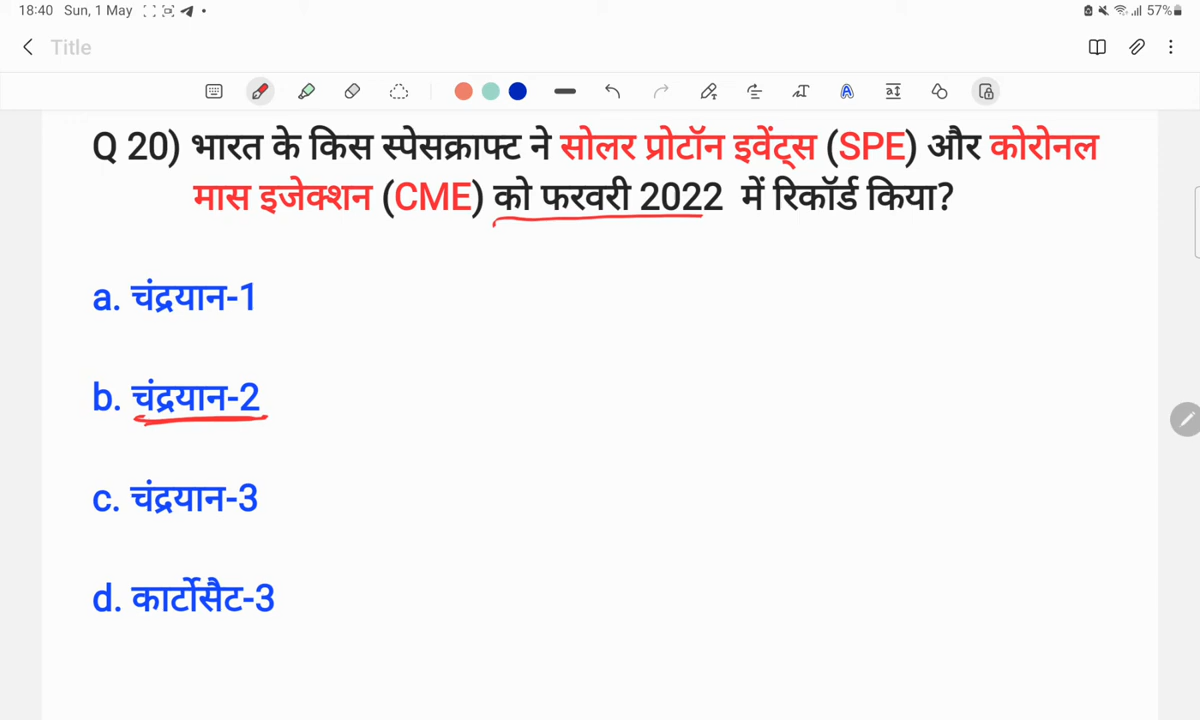 18:40 Sun, 1 May 57%
Title
Q 20) भारत के किस स्पेसक्राफ्ट ने सोलर प्रोटॉन इवेंट्स (SPE) और कोरोनल
मास इजेक्शन (CME) को फरवरी 2022 में रिकॉर्ड किया?
a. चंद्रयान-1
b. चंद्रयान-2
c. चंद्रयान-3
d. कार्टोसैट-3